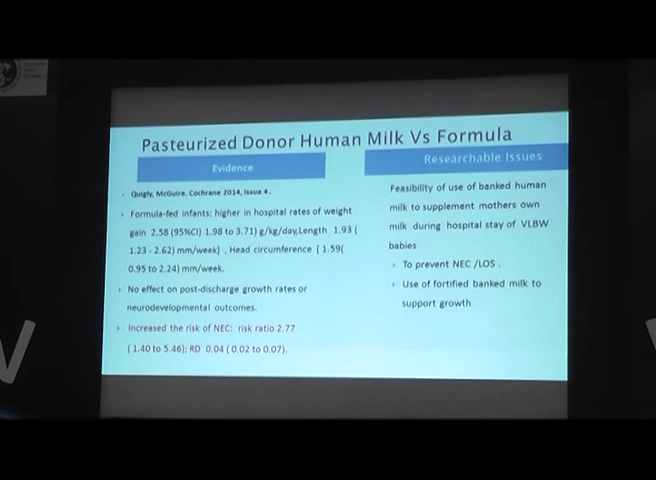 Pasteurized Donor Human Milk Vs Formula
Evidence
Quigly, McGuire. Cochrane 2014, Issue 4.
Formula-fed infants: higher in hospital rates of weight
gain 2.58 (95%CI) 1.98 to 3.71) g/kg/day,Length 1.93 (
1.23 - 2.62) mm/week] , Head circumference [ 1.59(
0.95 to 2.24) mm/week.
No effect on post-discharge growth rates or
neurodevelopmental outcomes.
Increased the risk of NEC: risk ratio 2.77
( 1.40 to 5.46); RD 0.04 ( 0.02 to 0.07).
Researchable Issues
Feasibility of use of banked human
milk to supplement mothers own
milk during hospital stay of VLBW
babies
To prevent NEC /LOS .
Use of fortified banked milk to
support growth